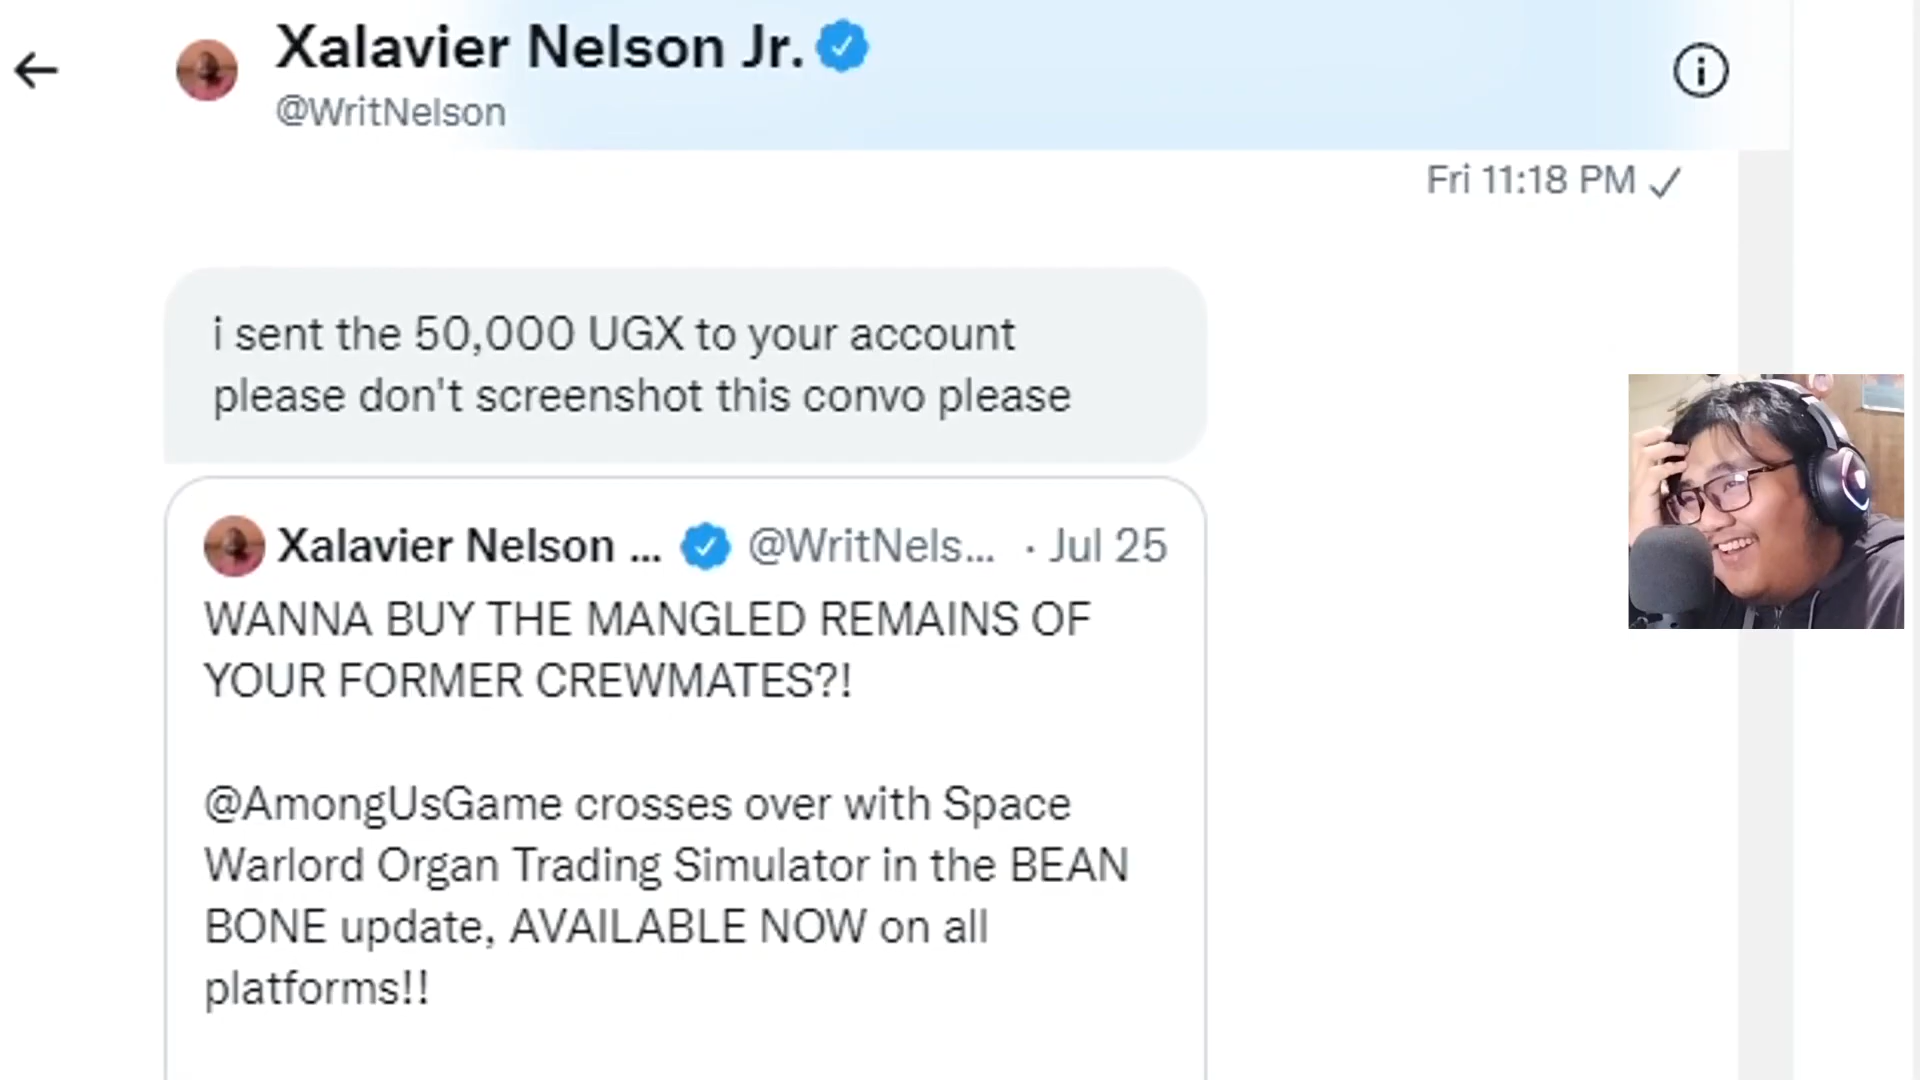 Xalavier Nelson Jr.
@WritNelson
Fri 11:18 PM
i sent the 50,000 UGX to your account
please don't screenshot this convo please
Xalavier Nelson ... @WritNels... · Jul 25
WANNA BUY THE MANGLED REMAINS OF
YOUR FORMER CREWMATES?!
@AmongUsGame crosses over with Space
Warlord Organ Trading Simulator in the BEAN
BONE update, AVAILABLE NOW on all
platforms!!